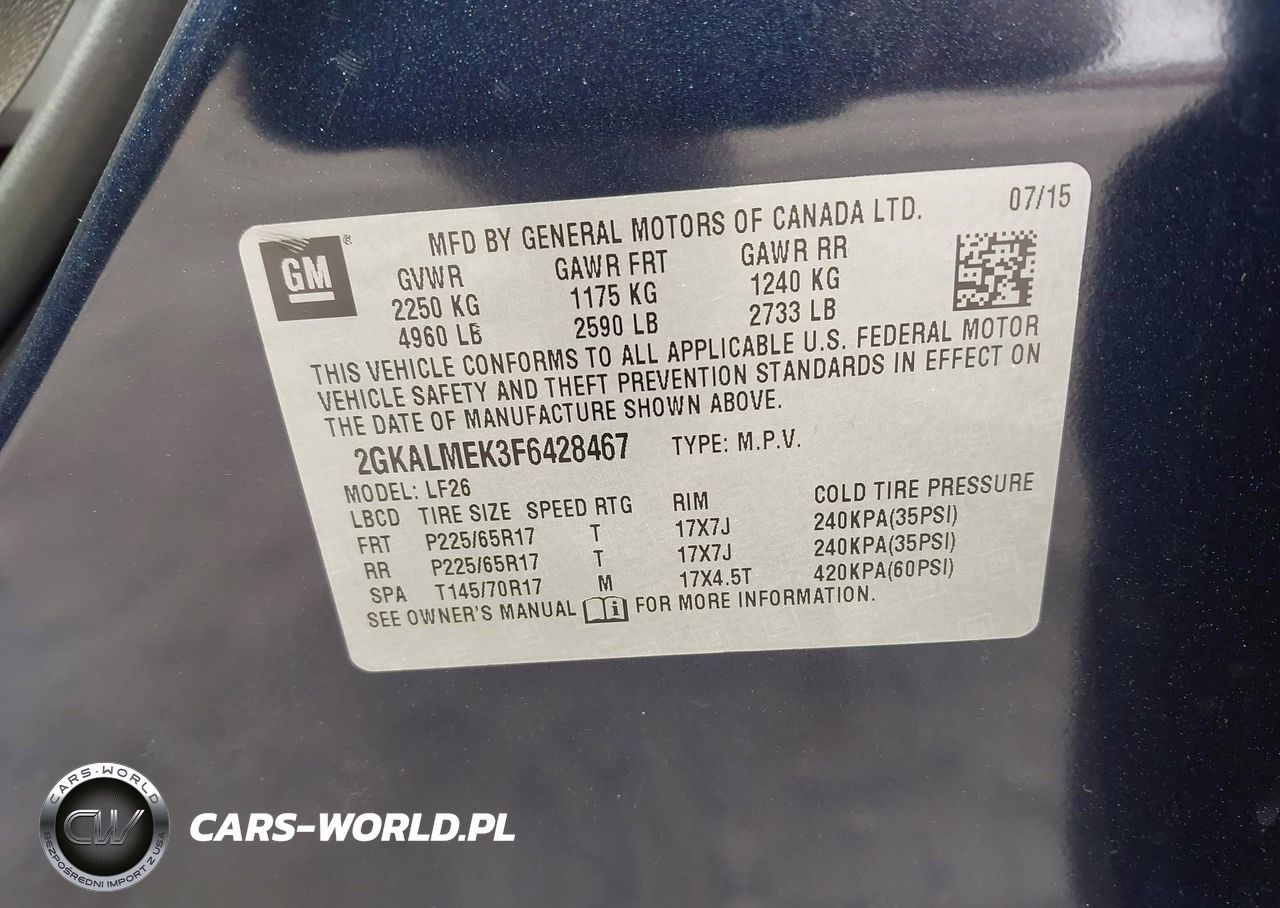 07/15
MFD BY GENERAL MOTORS OF CANADA LTD.
GM ®
GVWR GAWR FRT GAWR RR
2250 KG 1175 KG 1240 KG
4960 LB 2590 LB 2733 LB
THIS VEHICLE CONFORMS TO ALL APPLICABLE U.S. FEDERAL MOTOR
VEHICLE SAFETY AND THEFT PREVENTION STANDARDS IN EFFECT ON
THE DATE OF MANUFACTURE SHOWN ABOVE.
2GKALMEK3F6428467 TYPE: M.P.V.
MODEL: LF26
LBCD TIRE SIZE SPEED RTG RIM COLD TIRE PRESSURE
FRT P225/65R17 T 17X7J 240KPA(35PSI)
RR P225/65R17 T 17X7J 240KPA(35PSI)
SPA T145/70R17 M 17X4.5T 420KPA(60PSI)
SEE OWNER'S MANUAL i FOR MORE INFORMATION.
CARS-WORLD
CW
BEZPOŚREDNI IMPORT Z USA
CARS-WORLD.PL